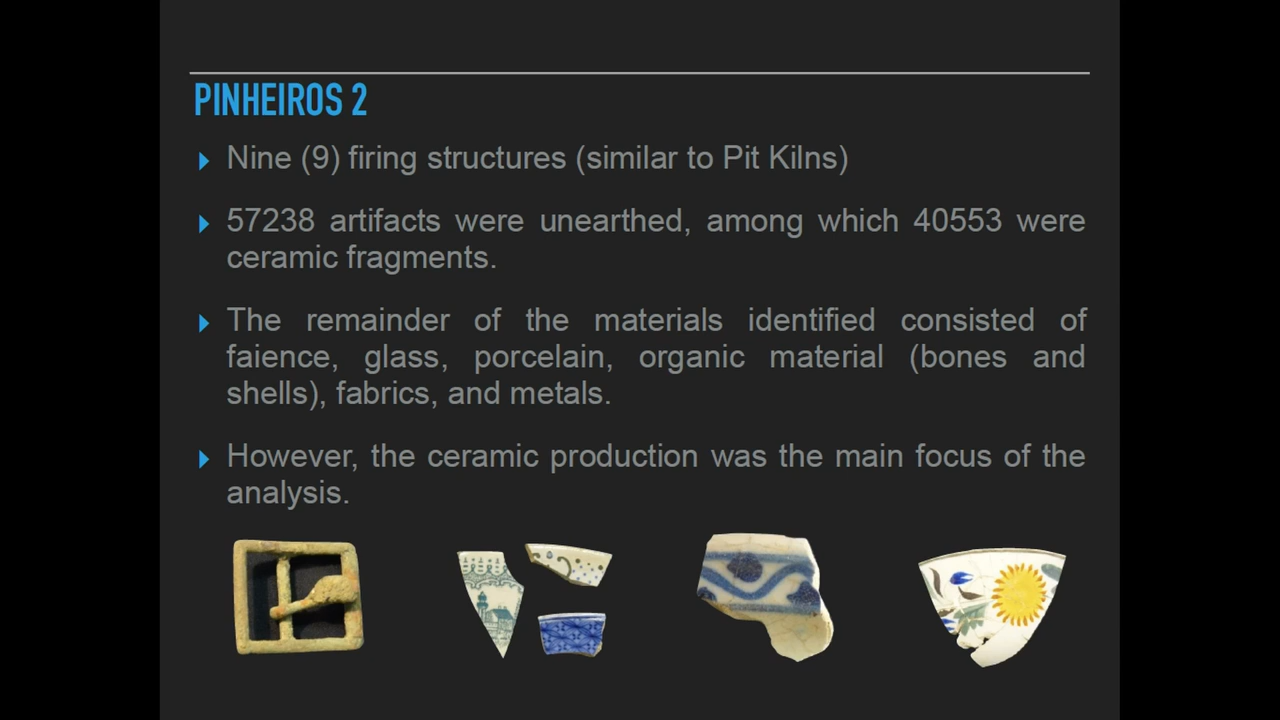 PINHEIROS 2
Nine (9) firing structures (similar to Pit Kilns)
57238 artifacts were unearthed, among which 40553 were
ceramic fragments.
The remainder of the materials identified consisted of
faience, glass, porcelain, organic material (bones and
shells), fabrics, and metals.
However, the ceramic production was the main focus of the
analysis.